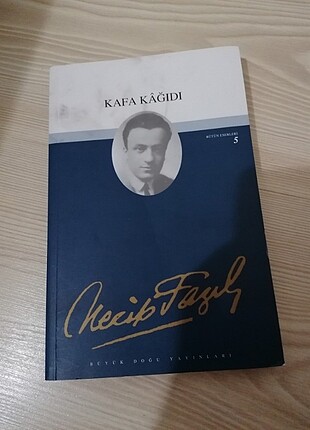 KAFA KÂĞIDI
BÜTÜN ESERLERİ
5
Necip Fazıl
BÜYÜK DOĞU YAYINLARI